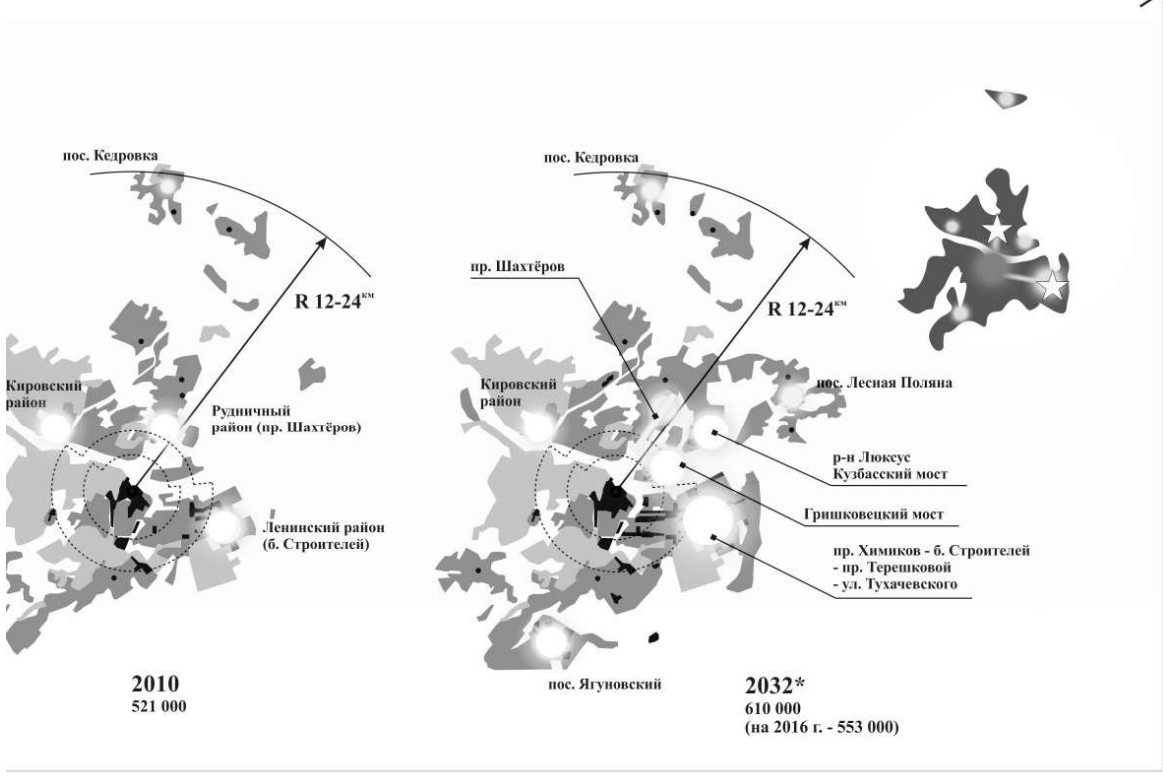 пос. Кедровка
R 12-24км
Кировский
район
Рудничный
район (пр. Шахтёров)
Ленинский район
(б. Строителей)
2010
521 000
пос. Кедровка
пр. Шахтёров
R 12-24км
Кировский
район
пос. Лесная Поляна
р-н Люксус
Кузбасский мост
Гришковецкий мост
пр. Химиков - б. Строителей
- пр. Терешковой
- ул. Тухачевского
пос. Ягуновский
2032*
610 000
(на 2016 г. - 553 000)